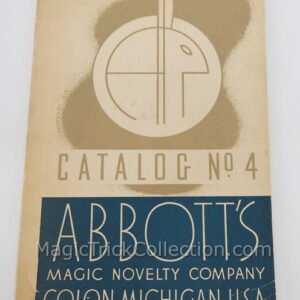 CATALOG Nº 4
ABBOTT'S
MagicTrickCollection.com
MAGIC NOVELTY COMPANY
COLON MICHIGAN U.S.A.